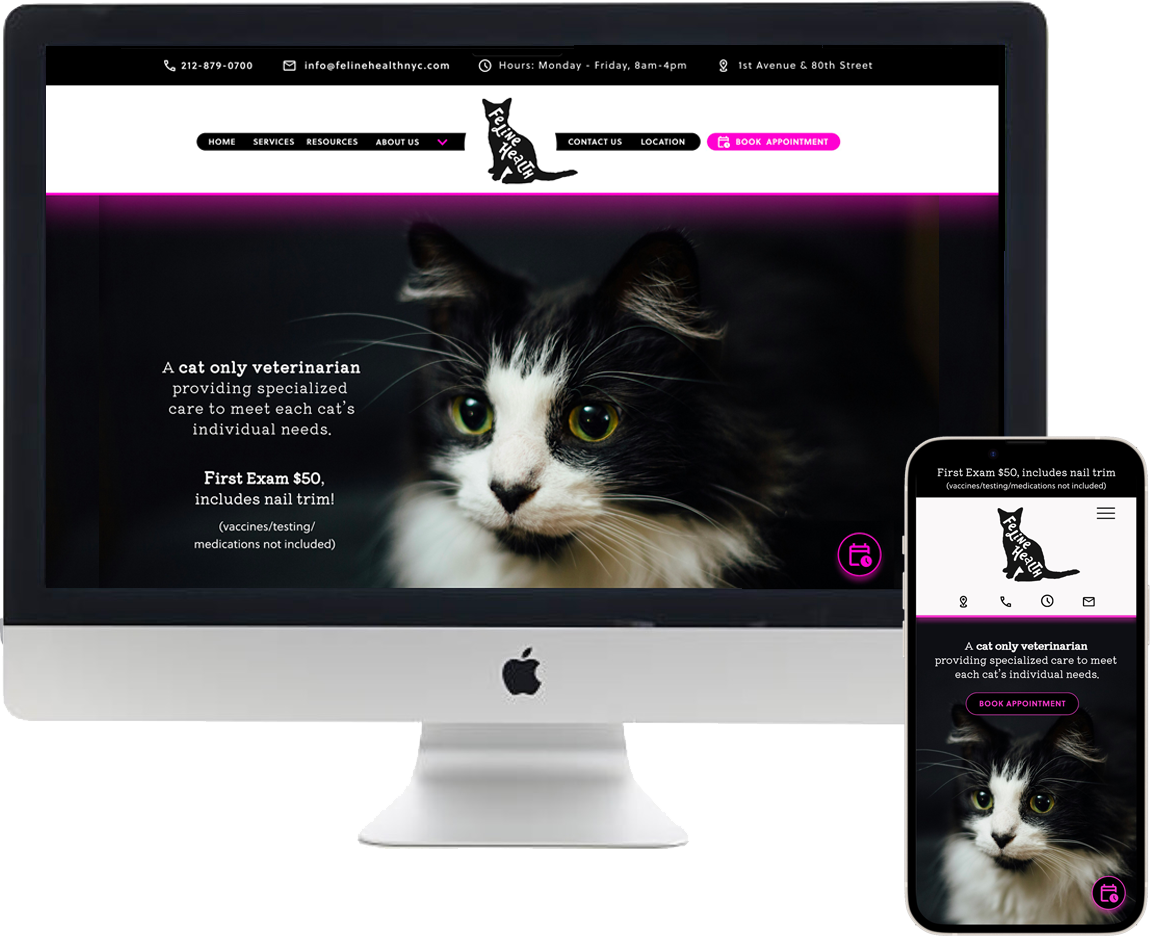 212-879-0700 info@felinehealthnyc.com Hours: Monday - Friday, 8am-4pm 1st Avenue & 80th Street
HOME SERVICES RESOURCES ABOUT US
FeLiNe
HeaLTH
CONTACT US LOCATION BOOK APPOINTMENT
A cat only veterinarian
providing specialized
care to meet each cat's
individual needs.
First Exam $50,
includes nail trim!
(vaccines/testing/
medications not included)
First Exam $50, includes nail trim
(vaccines/testing/medications not included)
FeLiNe
HeaLTH
A cat only veterinarian
providing specialized care to meet
each cat's individual needs.
BOOK APPOINTMENT